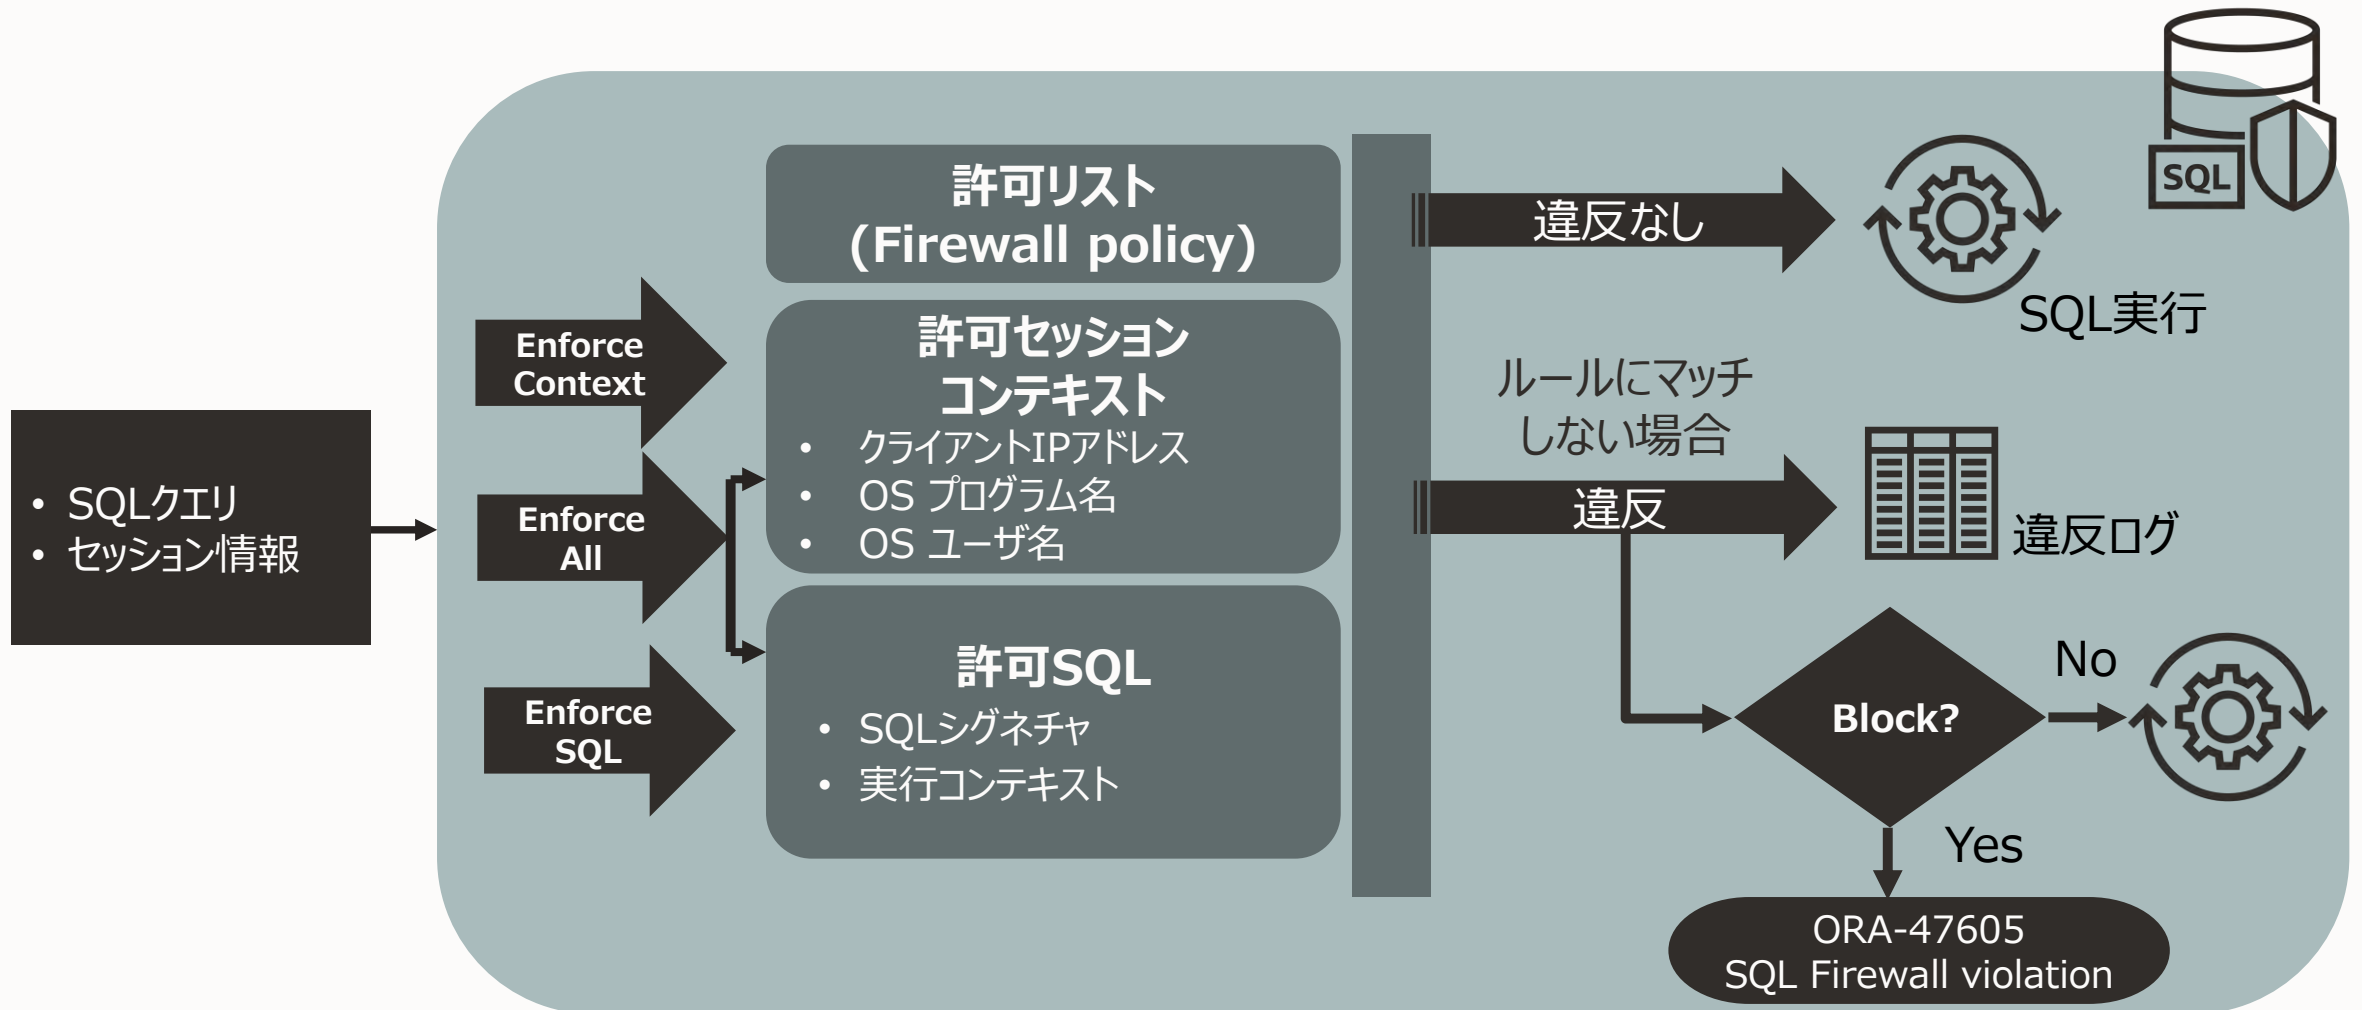 • SQLクエリ
• セッション情報
Enforce
Context
Enforce
All
Enforce
SQL
許可リスト
(Firewall policy)
許可セッション
コンテキスト
• クライアントIPアドレス
• OS プログラム名
• OS ユーザ名
許可SQL
• SQLシグネチャ
• 実行コンテキスト
違反なし
SQL実行
SQL
ルールにマッチ
しない場合
違反
違反ログ
Block?
No
Yes
ORA-47605
SQL Firewall violation